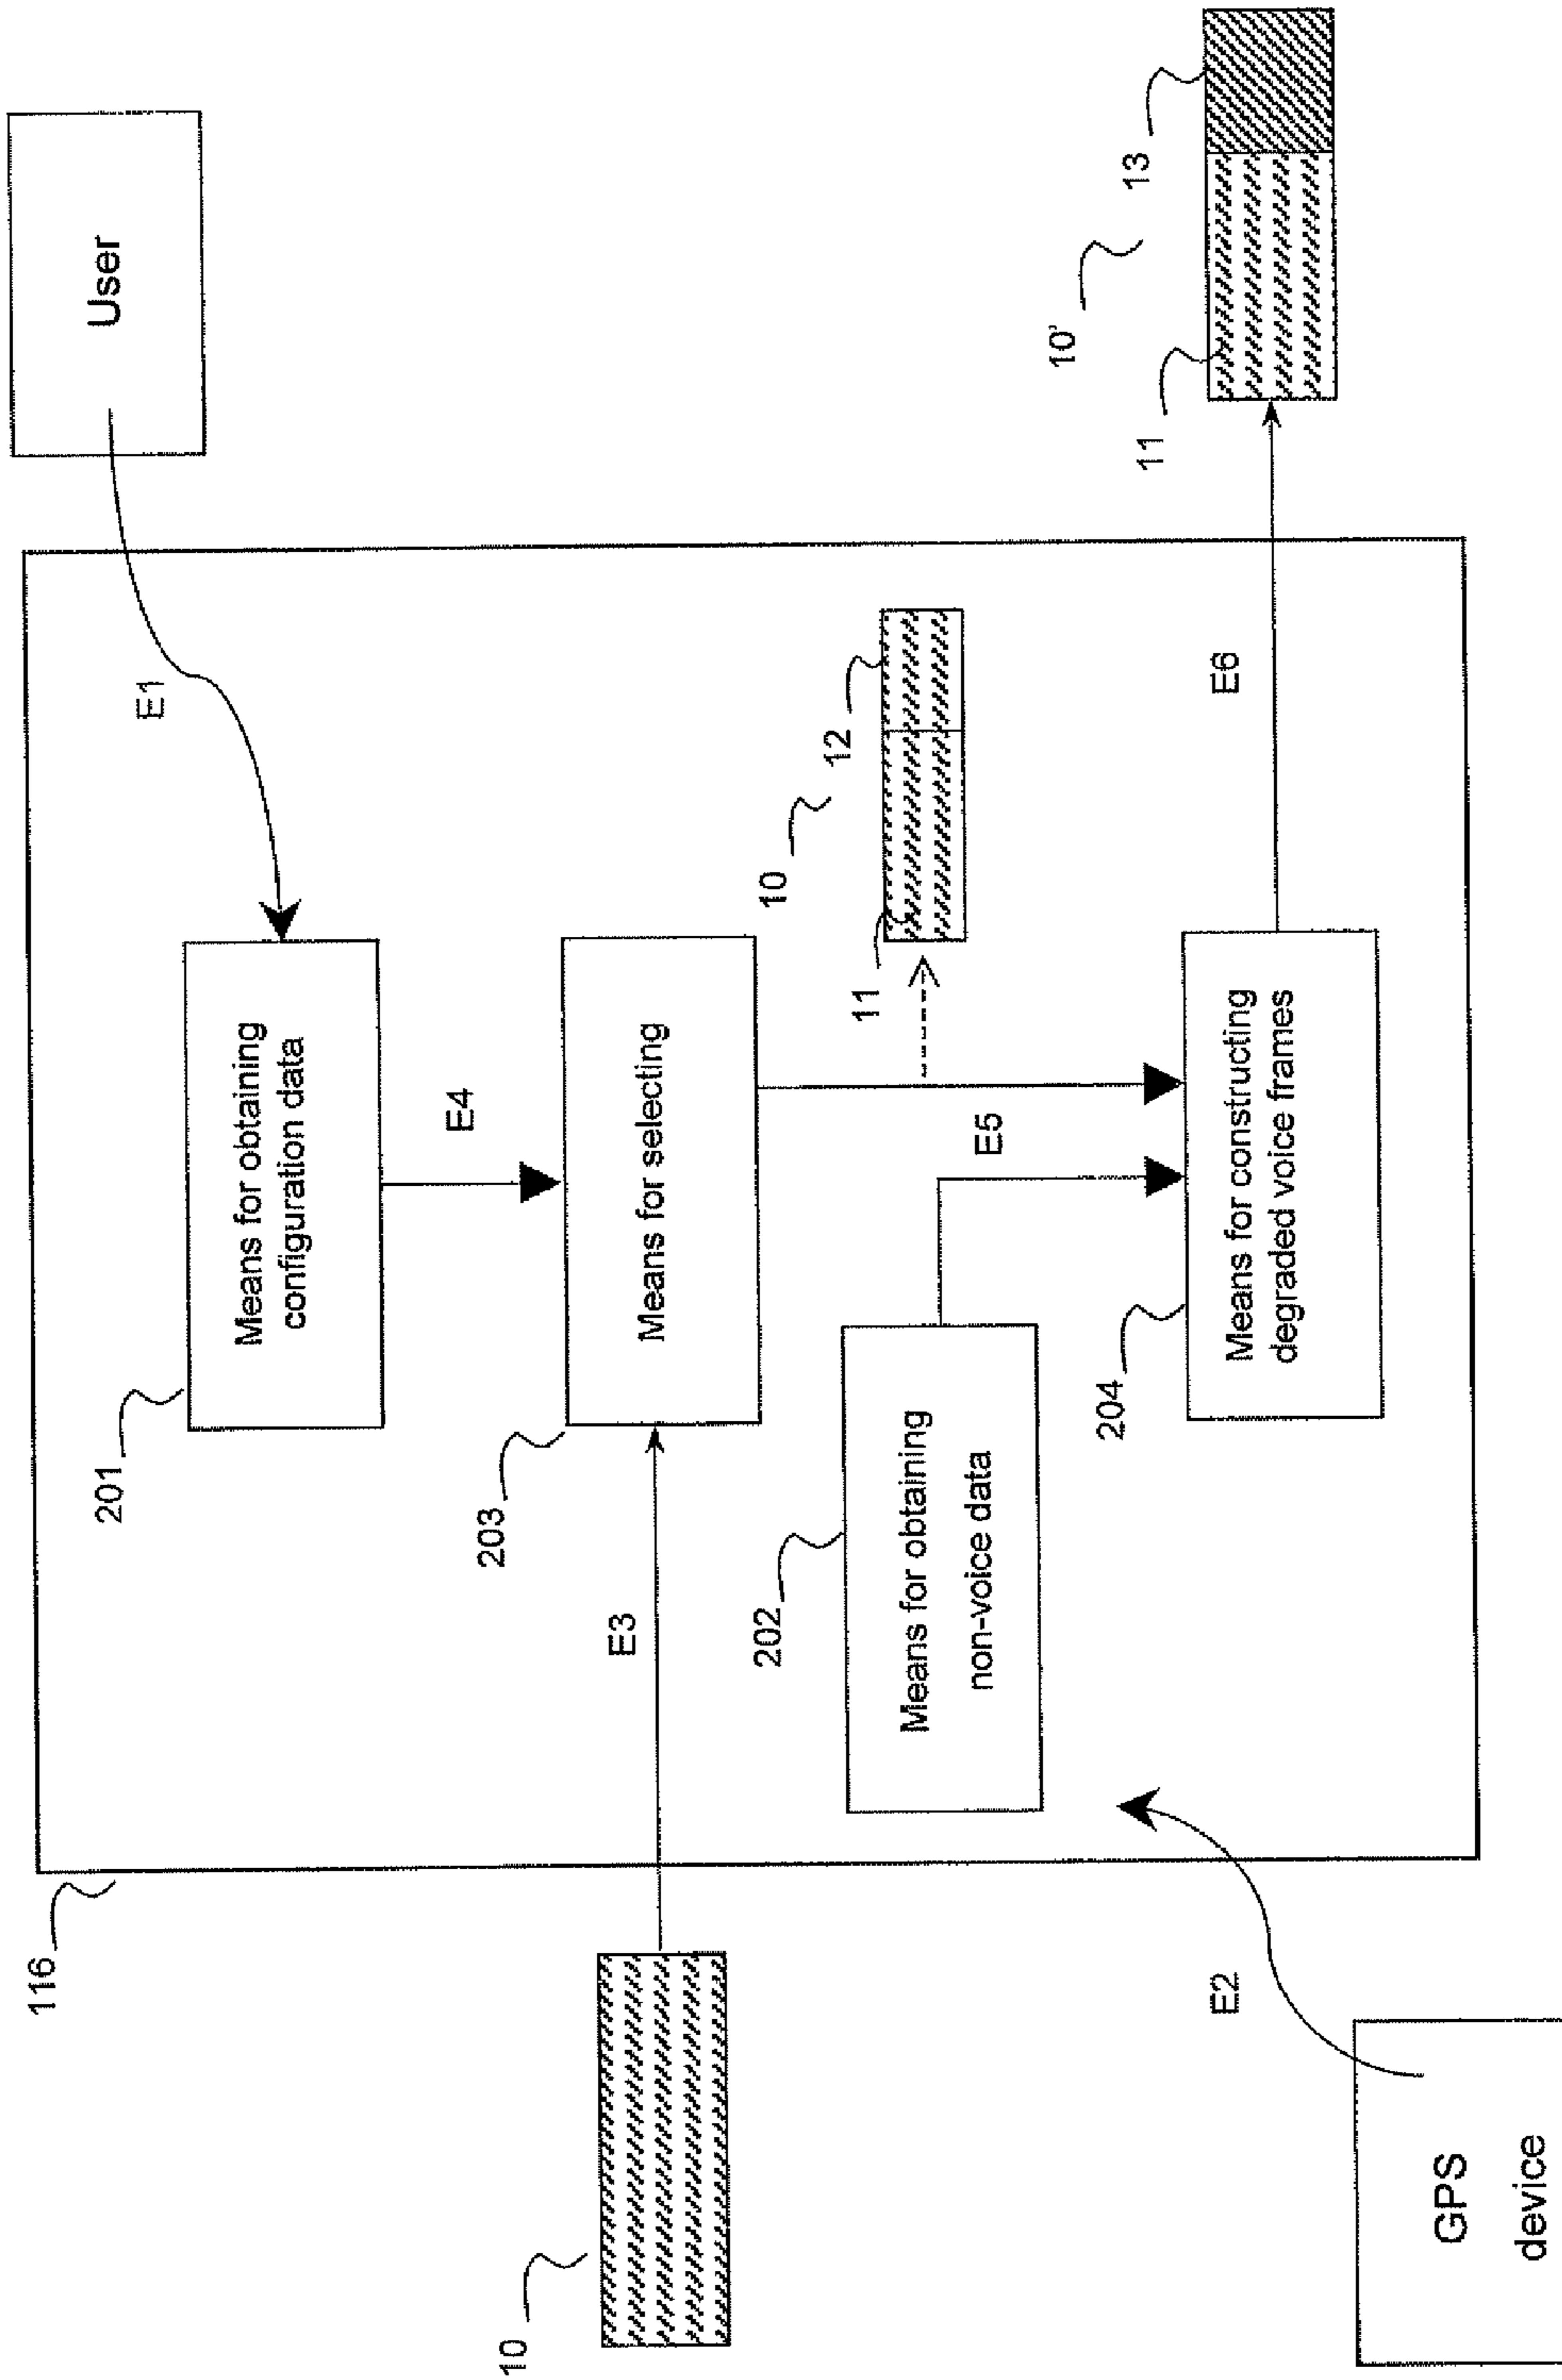 User
E1
116
201
Means for obtaining
configuration data
E4
203
Means for selecting
E3
10
10
12
11
202
Means for obtaining
non-voice data
E5
204
Means for constructing
degraded voice frames
E6
10'
13
11
E2
GPS
device